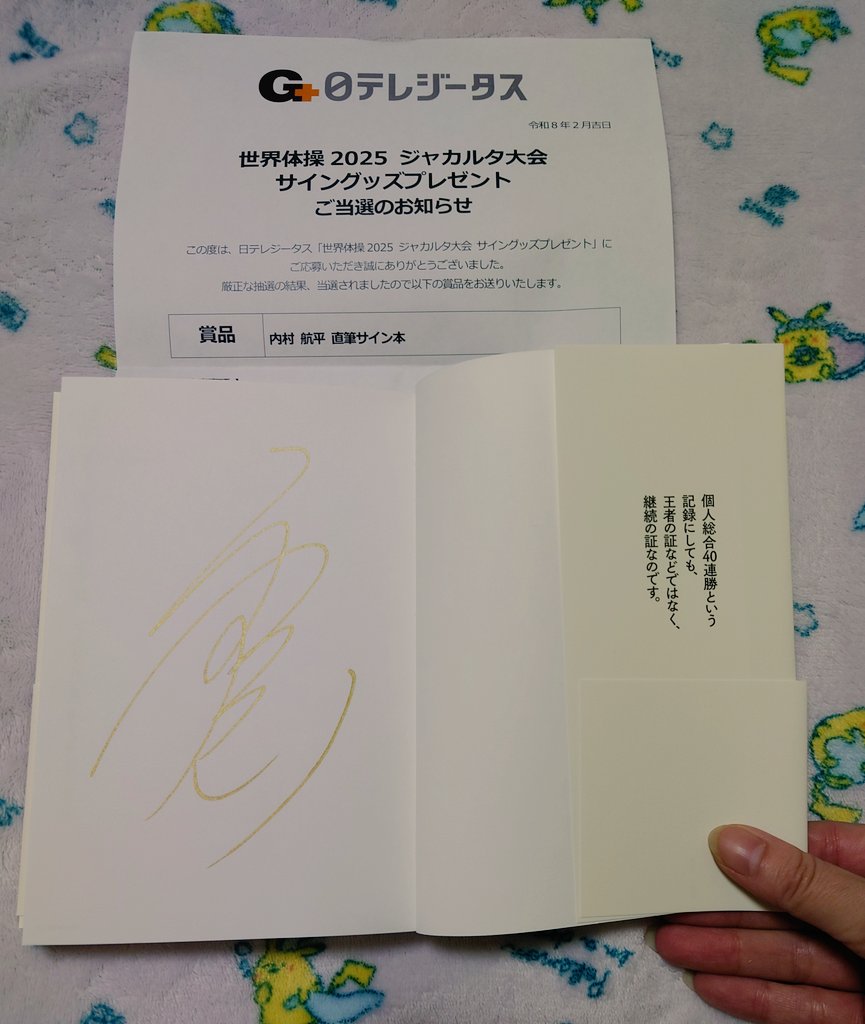 G+ 日テレジータス
令和8年2月吉日
世界体操2025 ジャカルタ大会
サイングッズプレゼント
ご当選のお知らせ
この度は、日テレジータス「世界体操2025 ジャカルタ大会 サイングッズプレゼント」に
ご応募いただき誠にありがとうございました。
厳正な抽選の結果、当選されましたので以下の賞品をお送りいたします。
賞品 内村 航平 直筆サイン本
個人総合40連勝という
記録にしても、
王者の証などではなく、
継続の証なのです。